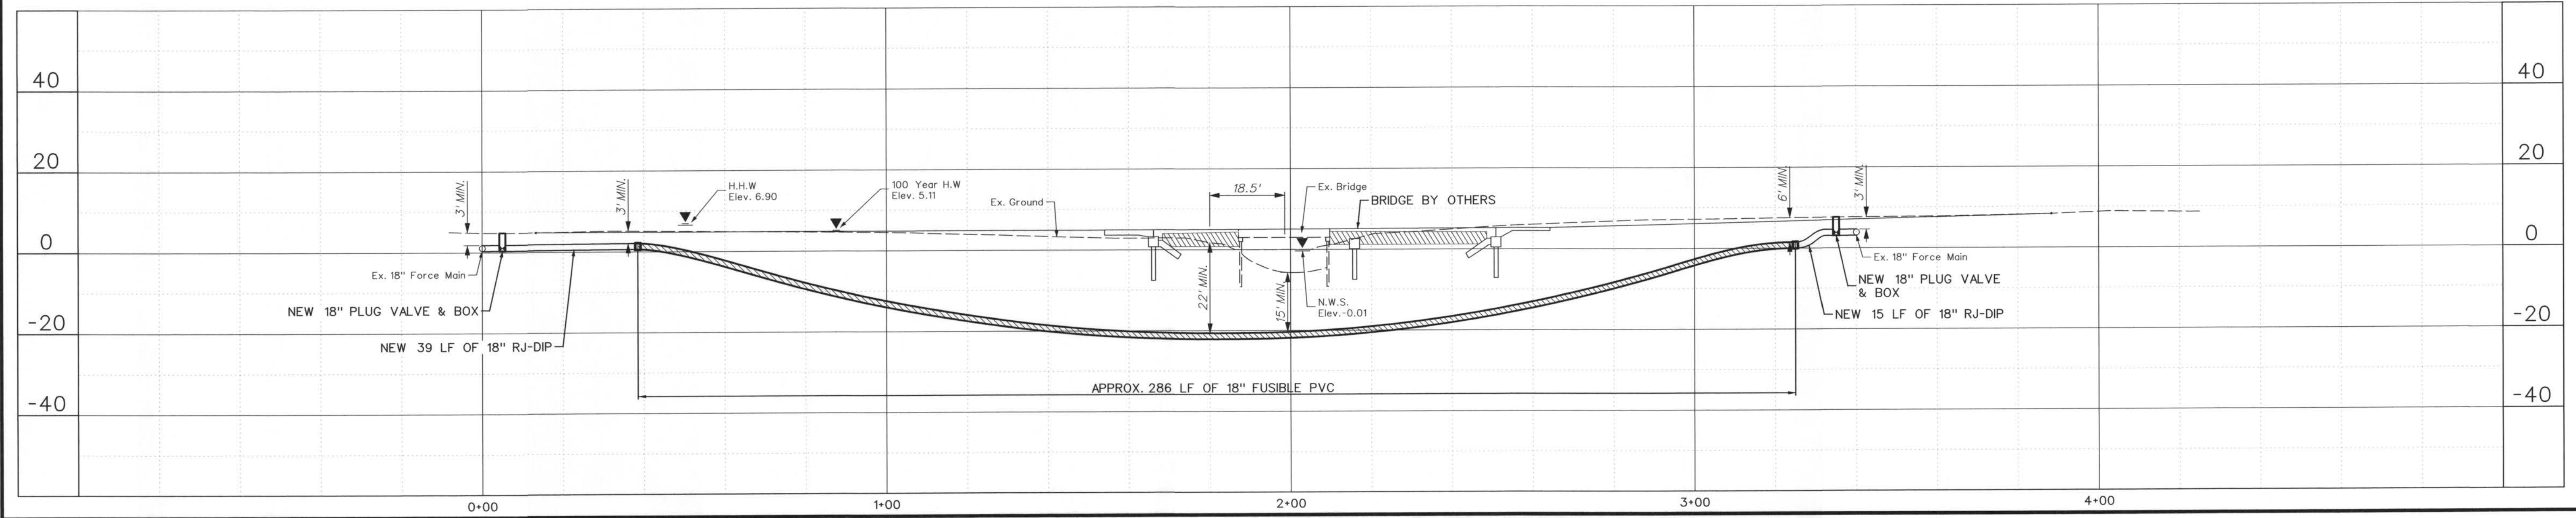 40
20
0
-20
-40
3' MIN.
3' MIN.
H.H.W
Elev. 6.90
100 Year H.W
Elev. 5.11
Ex. Ground
18.5'
Ex. Bridge
BRIDGE BY OTHERS
6' MIN.
3' MIN.
40
20
0
-20
-40
Ex. 18" Force Main
NEW 18" PLUG VALVE & BOX
NEW 39 LF OF 18" RJ-DIP
22' MIN.
15' MIN.
N.W.S.
Elev.-0.01
Ex. 18" Force Main
NEW 18" PLUG VALVE
& BOX
NEW 15 LF OF 18" RJ-DIP
APPROX. 286 LF OF 18" FUSIBLE PVC
0+00
1+00
2+00
3+00
4+00